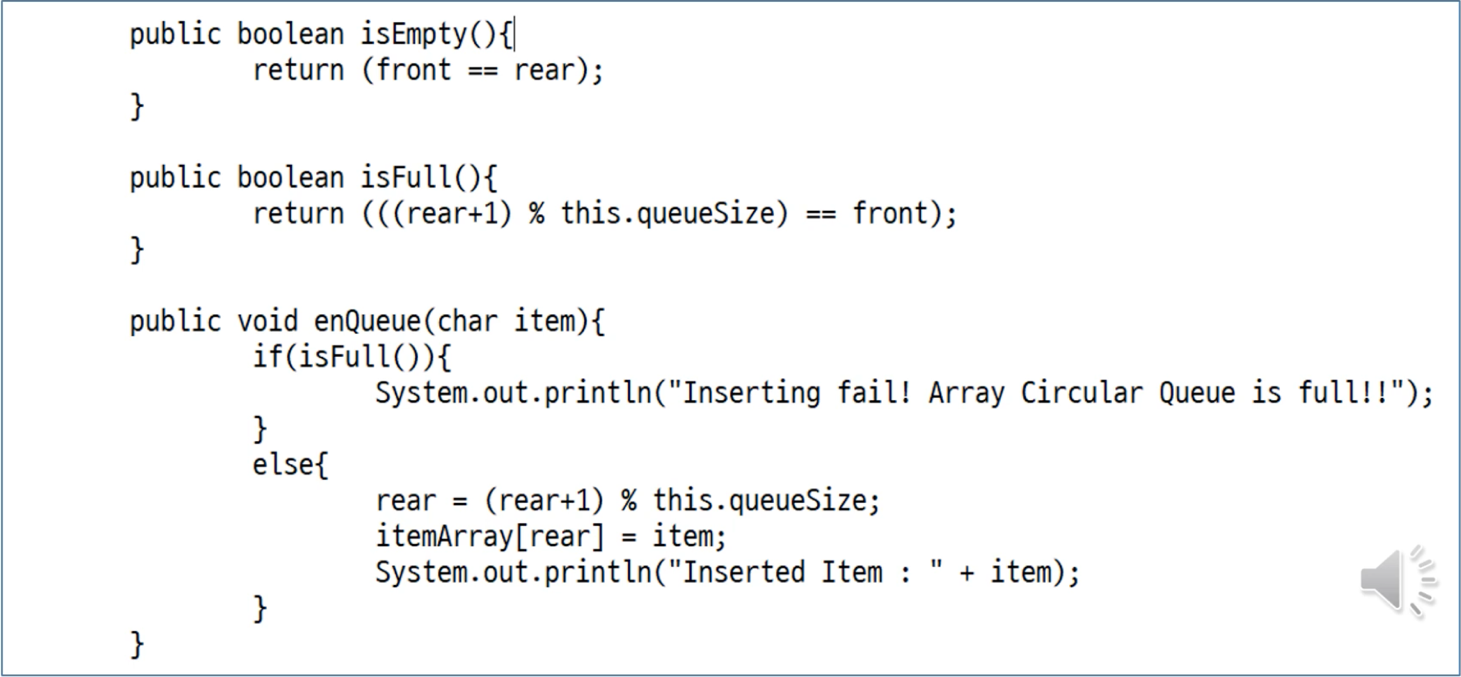 public boolean isEmpty(){
return (front == rear);
}
public boolean isFull(){
return (((rear+1) % this.queueSize) == front);
}
public void enQueue(char item){
if(isFull()){
System.out.println("Inserting fail! Array Circular Queue is full!!");
}
else{
rear = (rear+1) % this.queueSize;
itemArray[rear] = item;
System.out.println("Inserted Item : " + item);
}
}